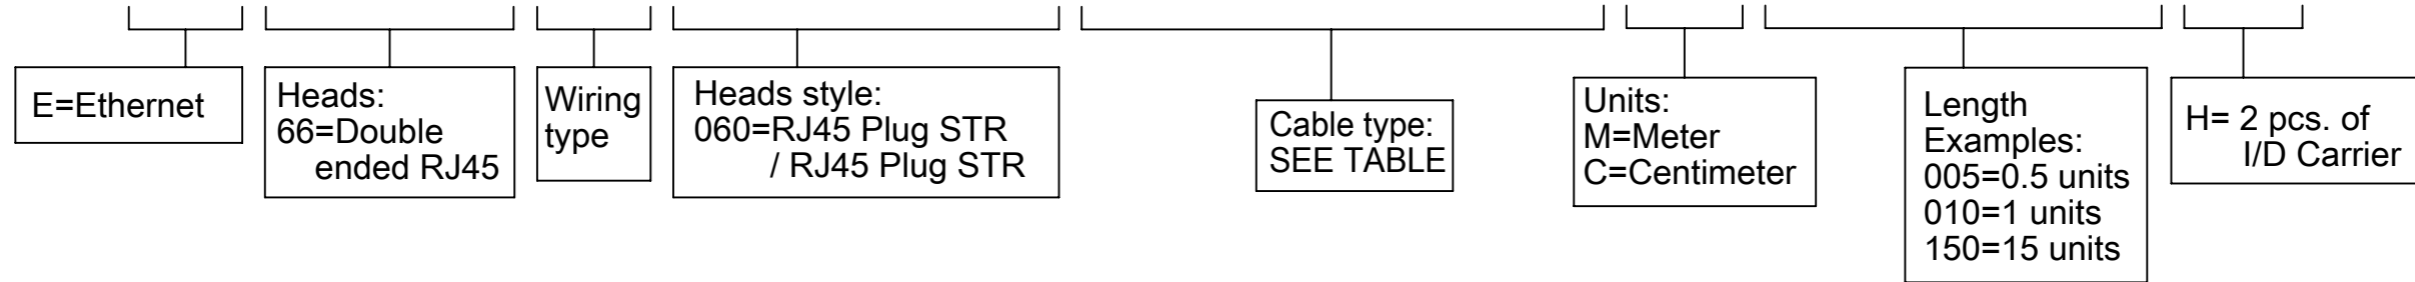 E=Ethernet
Heads:
66=Double
ended RJ45
Wiring
type
Heads style:
060=RJ45 Plug STR
/ RJ45 Plug STR
Cable type:
SEE TABLE
Units:
M=Meter
C=Centimeter
Length
Examples:
005=0.5 units
010=1 units
150=15 units
H= 2 pcs. of
I/D Carrier